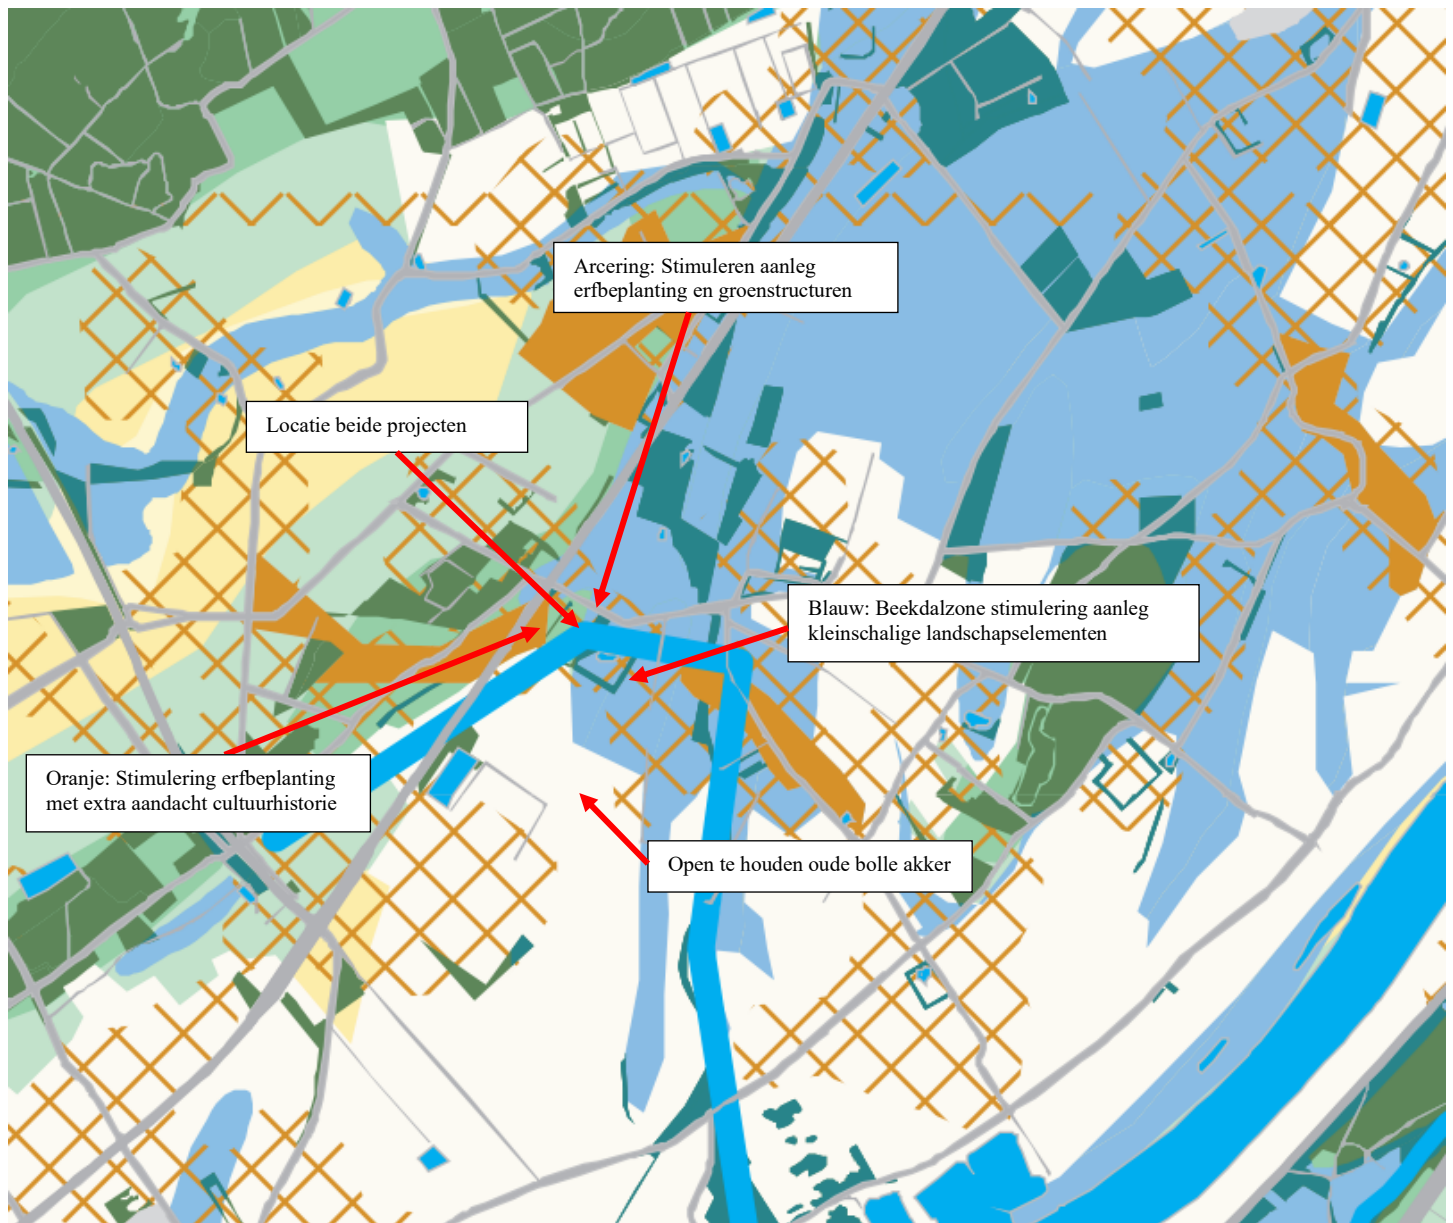 Arcering: Stimuleren aanleg
erfbeplanting en groenstructuren
Locatie beide projecten
Blauw: Beekdalzone stimulering aanleg
kleinschalige landschapselementen
Oranje: Stimulering erfbeplanting
met extra aandacht cultuurhistorie
Open te houden oude bolle akker